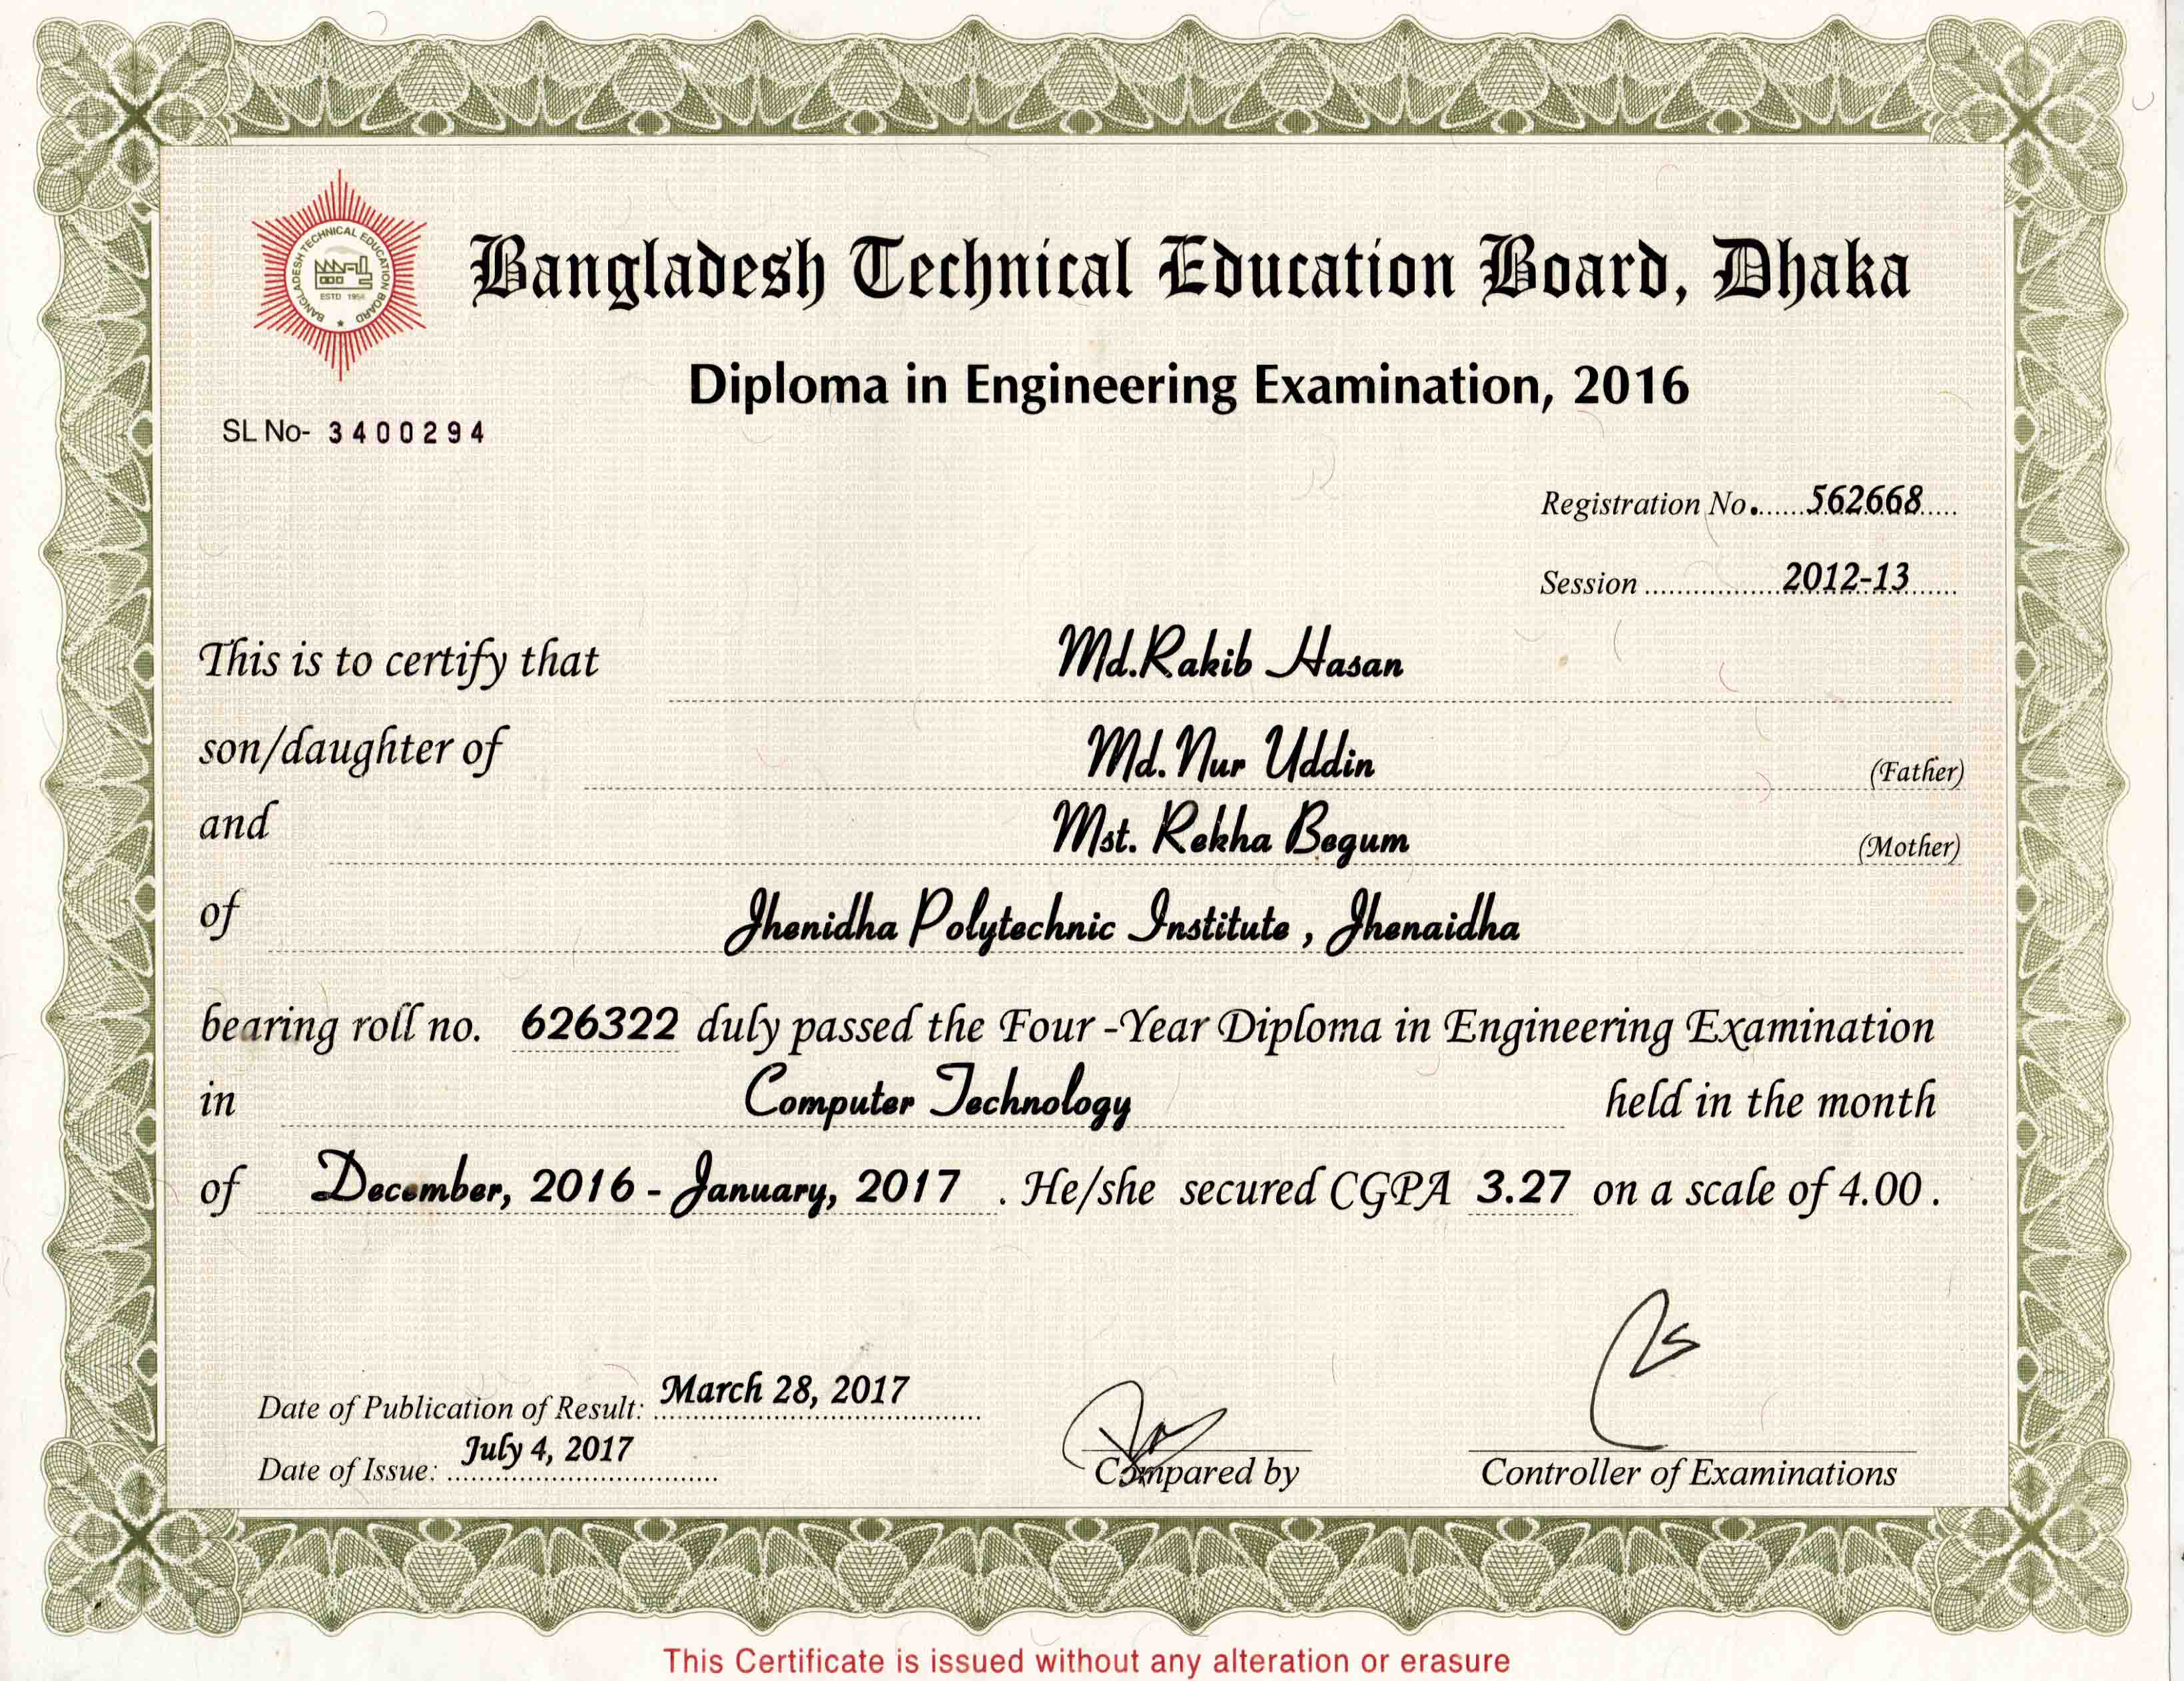 BANGLADESH TECHNICAL EDUCATION BOARD
ESTD 1954
Bangladesh Technical Education Board, Dhaka
Diploma in Engineering Examination, 2016
SL No- 3400294
Registration No. 562668
Session 2012-13
This is to certify that Md.Rakib Hasan
son/daughter of Md. Nur Uddin (Father)
and Mst. Rekha Begum (Mother)
of Jhenidha Polytechnic Institute , Jhenaidha
bearing roll no. 626322 duly passed the Four -Year Diploma in Engineering Examination
in Computer Technology held in the month
of December, 2016 - January, 2017 . He/she secured CGPA 3.27 on a scale of 4.00 .
Date of Publication of Result: March 28, 2017
Date of Issue: July 4, 2017
Compared by
Controller of Examinations
This Certificate is issued without any alteration or erasure